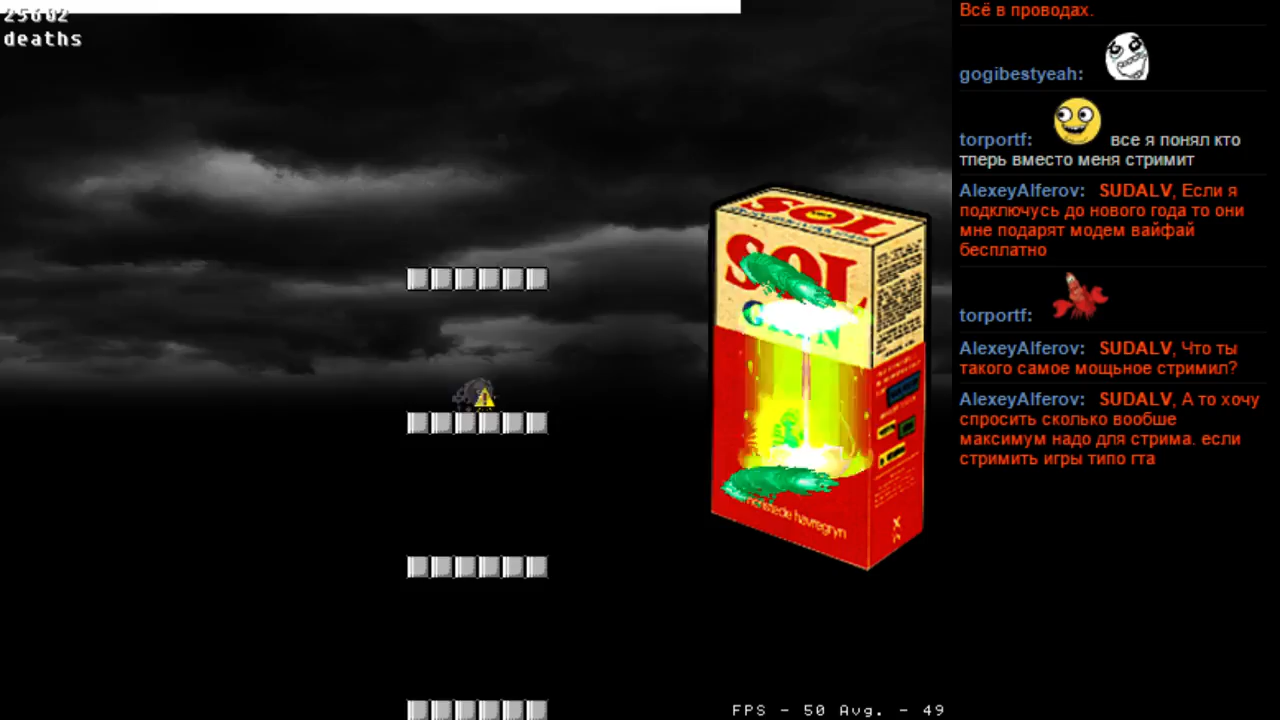 25602
deaths
SOL
SOL
GRYN
FPS - 50 Avg. - 49
Всё в проводах.
gogibestyeah:
torportf: все я понял кто
тперь вместо меня стримит
AlexeyAlferov: SUDALV, Если я
подключусь до нового года то они
мне подарят модем вайфай
бесплатно
torportf:
AlexeyAlferov: SUDALV, Что ты
такого самое мощьное стримил?
AlexeyAlferov: SUDALV, А то хочу
спросить сколько вообше
максимум надо для стрима. если
стримить игры типо гта